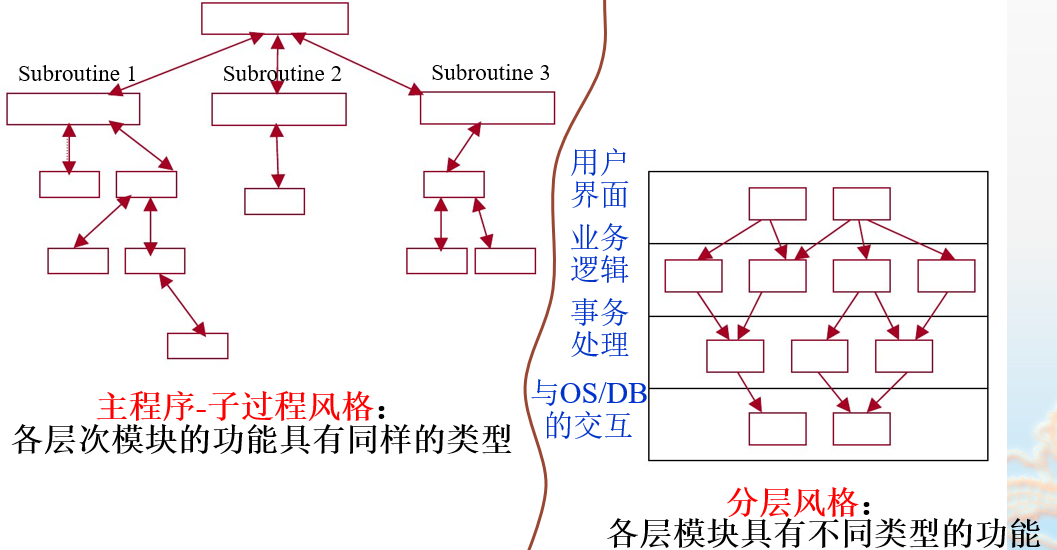 Subroutine 1
Subroutine 2
Subroutine 3
主程序-子过程风格：
各层次模块的功能具有同样的类型
用户
界面
业务
逻辑
事务
处理
与OS/DB
的交互
分层风格：
各层模块具有不同类型的功能